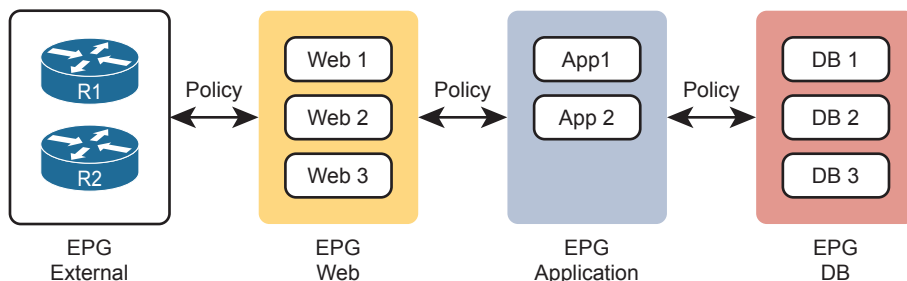 R1
R2
Policy
Web 1
Web 2
Web 3
Policy
App1
App 2
Policy
DB 1
DB 2
DB 3
EPG
External
EPG
Web
EPG
Application
EPG
DB